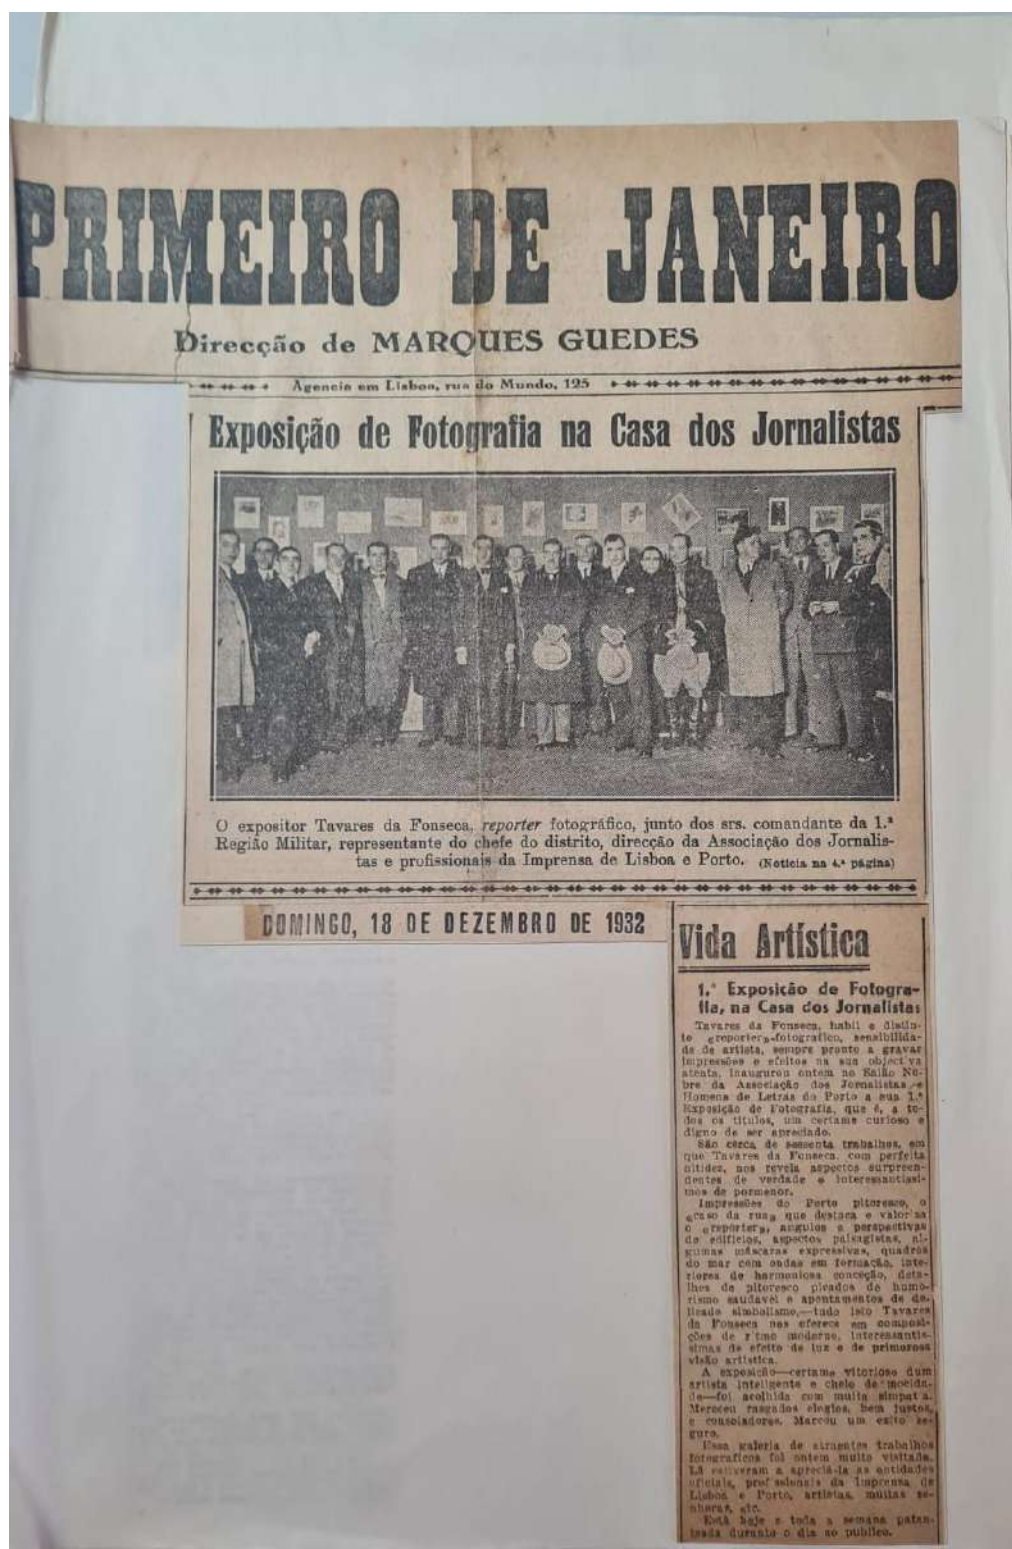 PRIMEIRO DE JANEIRO
Direcção de MARQUES GUEDES
Agencia em Lisboa, rua do Mundo, 125
Exposição de Fotografia na Casa dos Jornalistas
O expositor Tavares da Fonseca, reporter fotográfico, junto dos srs. comandante da 1.ª
Região Militar, representante do chefe do distrito, direcção da Associação dos Jornalis-
tas e profissionais da Imprensa de Lisboa e Porto. (Noticia na 4.ª página)
DOMINGO, 18 DE DEZEMBRO DE 1932
Vida Artística
1.ª Exposição de Fotogra-
fia, na Casa dos Jornalistas
Tavares da Fonseca, habil e distin-
to «reporter»-fotografico, sensibilida-
de de artista, sempre pronto a gravar
impressões e efeitos na sua objectiva
atenta, inaugurou ontem no Salão No-
bre da Associação dos Jornalistas e
Homens de Letras do Porto a sua 1.ª
Exposição de Fotografia, que é, a to-
dos os titulos, um certame curioso e
digno de ser apreciado.
São cerca de sessenta trabalhos, em
que Tavares da Fonseca, com perfeita
nitidez, nos revela aspectos surpreen-
dentes de verdade e interessantissi-
mos de pormenor.
Impressões do Porto pitoresco, o
«caso da rua» que destaca e valorisa
o «reporter», angulos e perspectivas
de edificios, aspectos paisagistas, al-
gumas máscaras expressivas, quadros
do mar com ondas em formação, inte-
riores de harmoniosa conceção, deta-
lhes de pitoresco picados de humo-
rismo saudavel e apontamentos de de-
licado simbolismo,—tudo isto Tavares
da Fonseca nos oferece em composi-
ções de ritmo moderno, interessantis-
simas de efeito de luz e de primorosa
visão artistica.
A exposição—certame vitorioso dum
artista inteligente e cheio de mocida-
de—foi acolhida com muita simpatia.
Mereceu rasgados elogios, bem justos,
e consoladores. Marcou um exito se-
guro.
Essa galeria de atraentes trabalhos
fotograficos foi ontem muito visitada.
Lá estiveram a apreciá-la as entidades
oficiais, profissionais da Imprensa de
Lisboa e Porto, artistas, muitas se-
nhoras, etc.
Está hoje e toda a semana paten-
teada durante o dia ao publico.